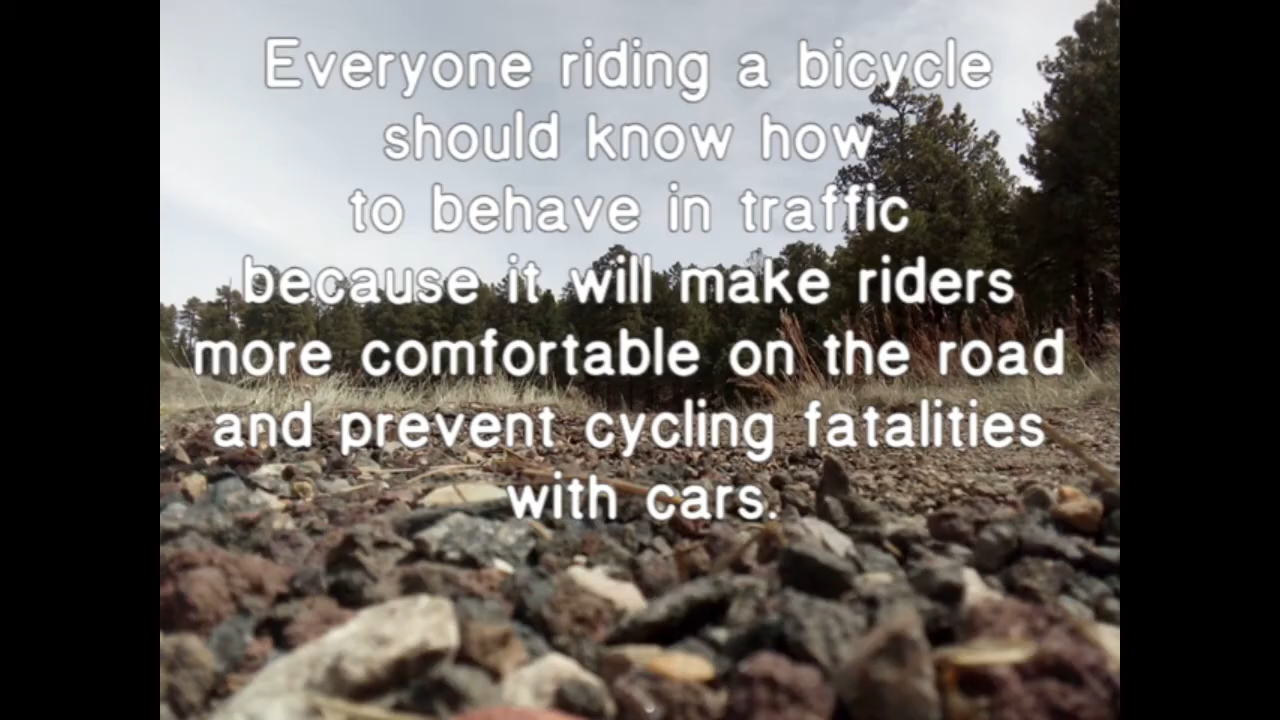 Everyone riding a bicycle
should know how
to behave in traffic
because it will make riders
more comfortable on the road
and prevent cycling fatalities
with cars.